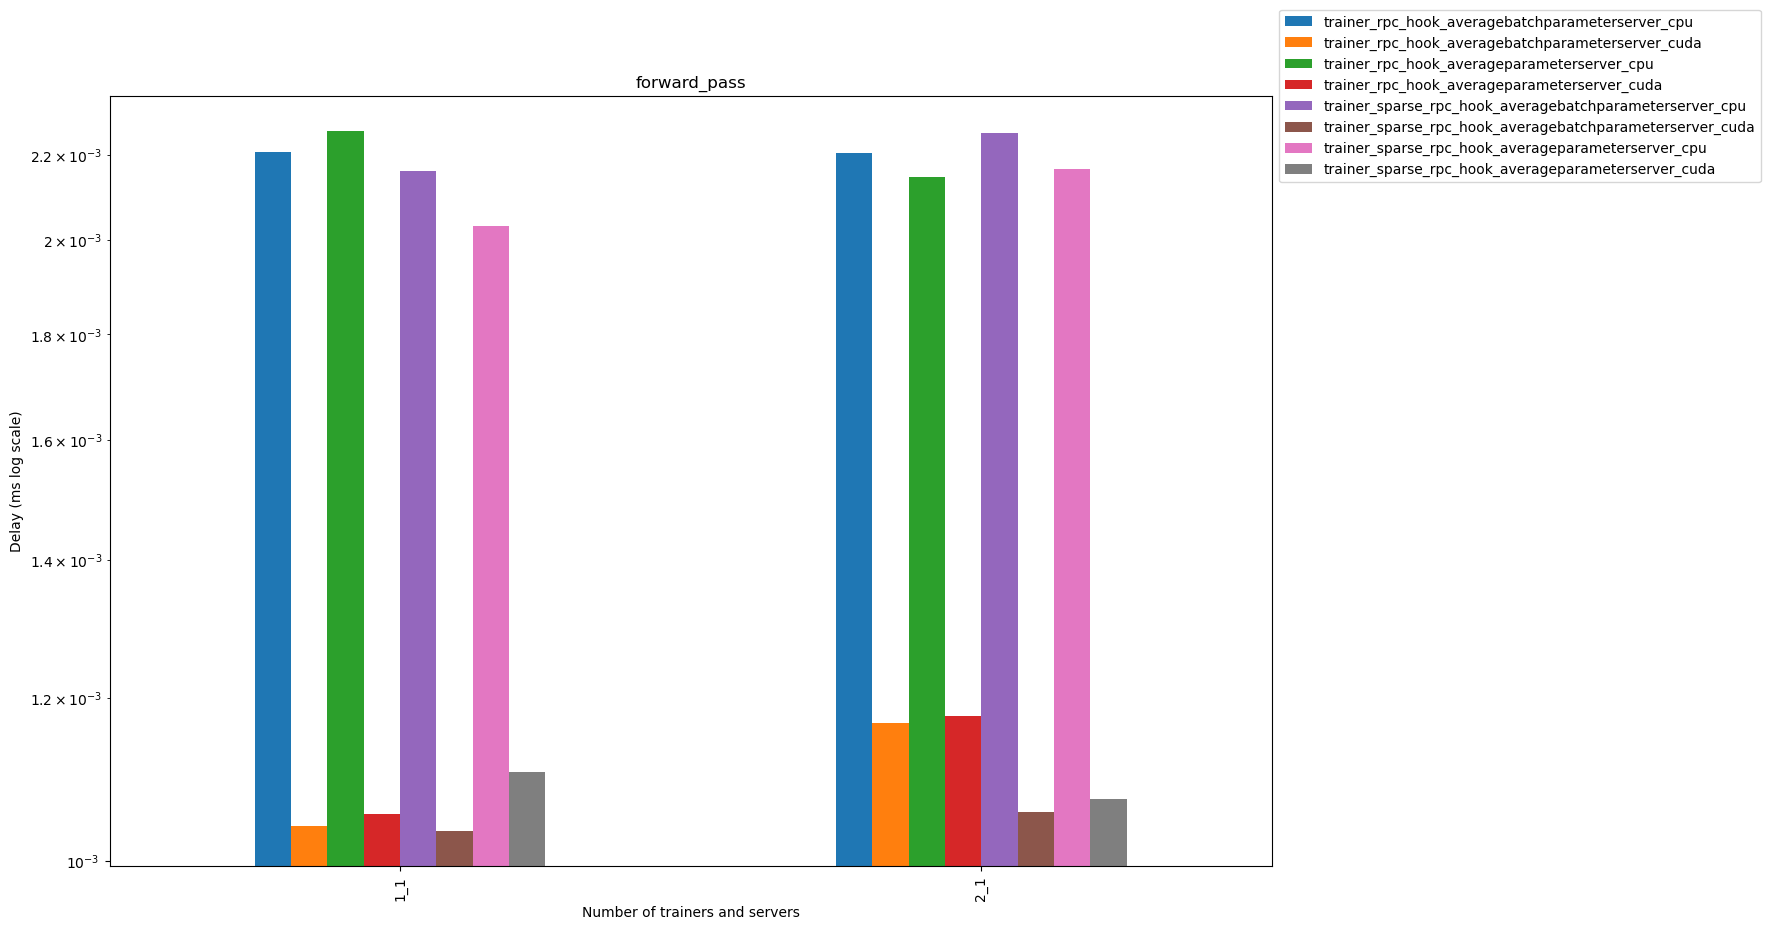 forward_pass
trainer_rpc_hook_averagebatchparameterserver_cpu
trainer_rpc_hook_averagebatchparameterserver_cuda
trainer_rpc_hook_averageparameterserver_cpu
trainer_rpc_hook_averageparameterserver_cuda
trainer_sparse_rpc_hook_averagebatchparameterserver_cpu
trainer_sparse_rpc_hook_averagebatchparameterserver_cuda
trainer_sparse_rpc_hook_averageparameterserver_cpu
trainer_sparse_rpc_hook_averageparameterserver_cuda
Delay (ms log scale)
2.2 × 10⁻³
2 × 10⁻³
1.8 × 10⁻³
1.6 × 10⁻³
1.4 × 10⁻³
1.2 × 10⁻³
10⁻³
1_1
2_1
Number of trainers and servers